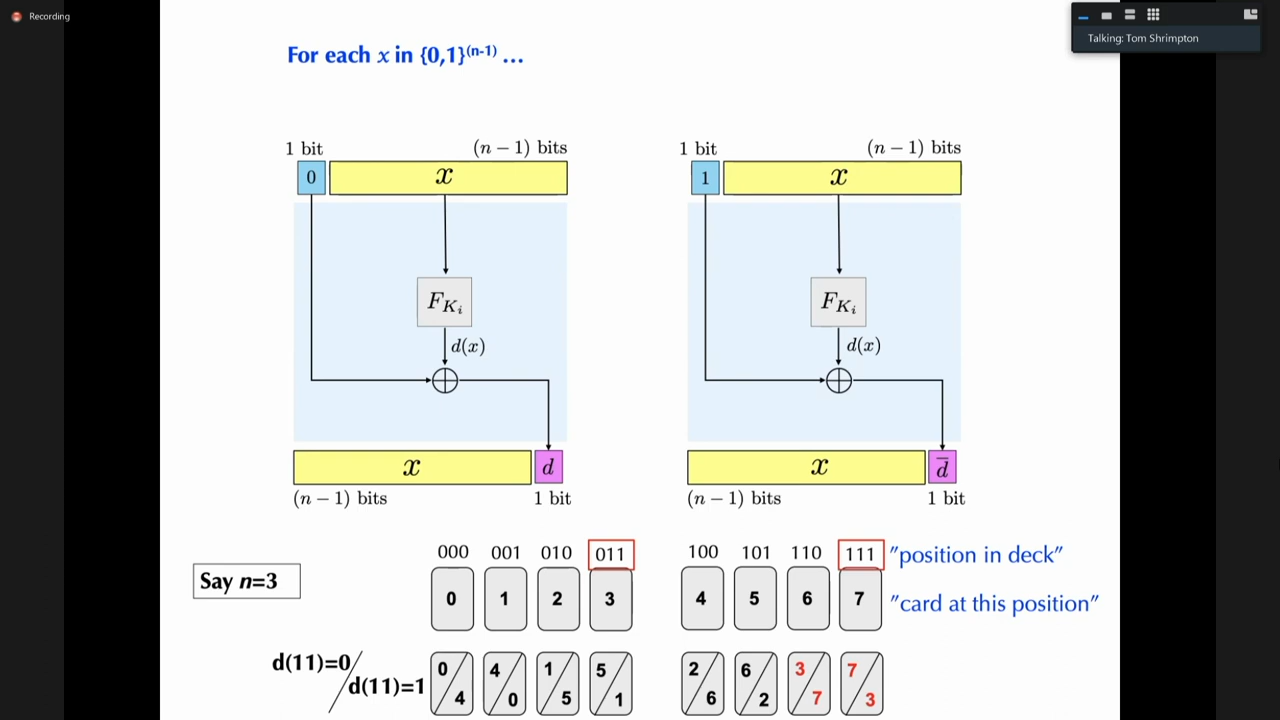 Recording
Talking: Tom Shrimpton
For each x in {0,1}⁽ⁿ⁻¹⁾ ...
1 bit (n − 1) bits 1 bit (n − 1) bits
0 x 1 x
F_{K_i} F_{K_i}
d(x) d(x)
⊕ ⊕
x d x d̅
(n − 1) bits 1 bit (n − 1) bits 1 bit
000 001 010 011 100 101 110 111 "position in deck"
Say n=3
0 1 2 3 4 5 6 7 "card at this position"
d(11)=0/ 0 4 1 5 2 6 3 7
/d(11)=1 4 0 5 1 6 2 7 3